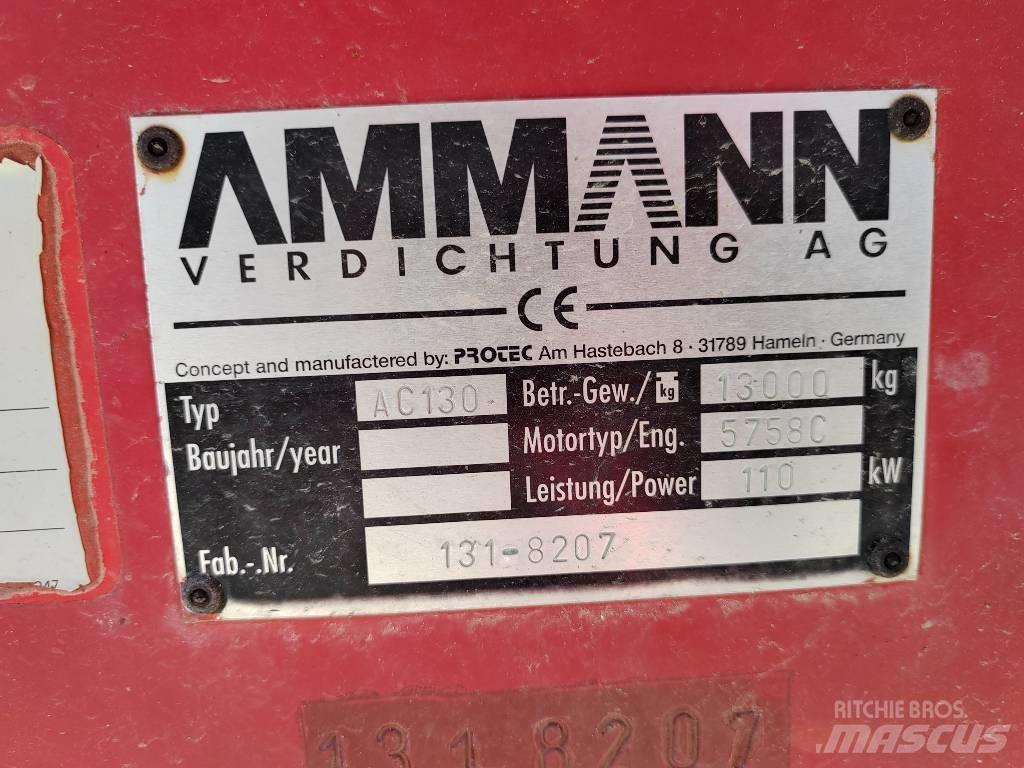 AMMANN
VERDICHTUNG AG
CE
Concept and manufactered by: PROTEC Am Hastebach 8 · 31789 Hameln · Germany
Typ AC130 Betr.-Gew./kg 13000 kg
Baujahr/year Motortyp/Eng. 5758C
Leistung/Power 110 kW
Fab.-.Nr. 131-8207
131 8207
RITCHIE BROS.
MASCUS